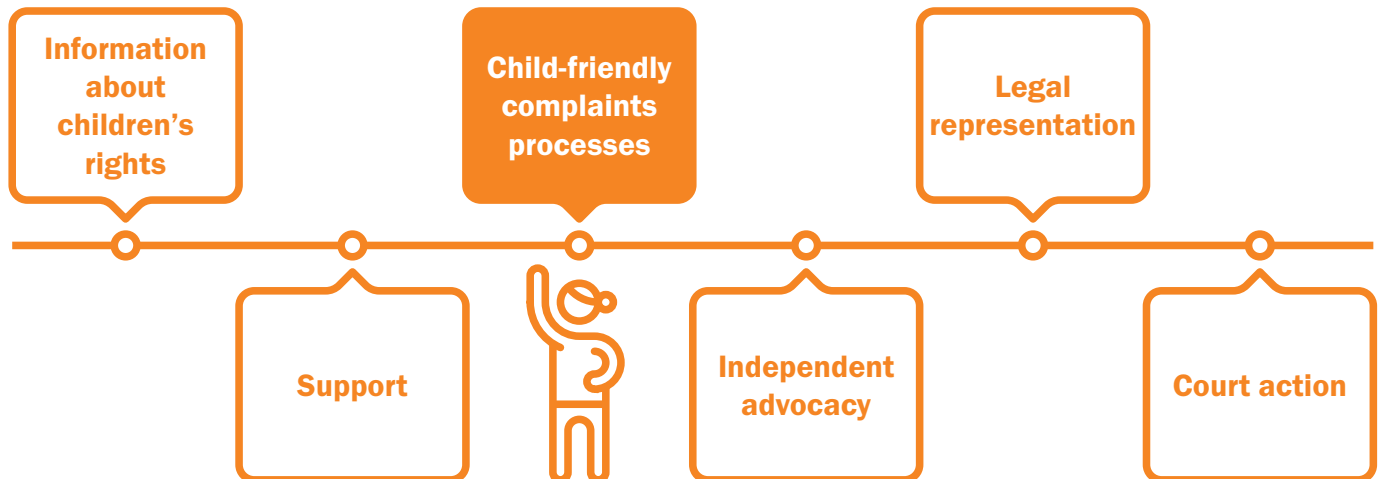 Information
about
children’s
rights
Support
Child-friendly
complaints
processes
Independent
advocacy
Legal
representation
Court action